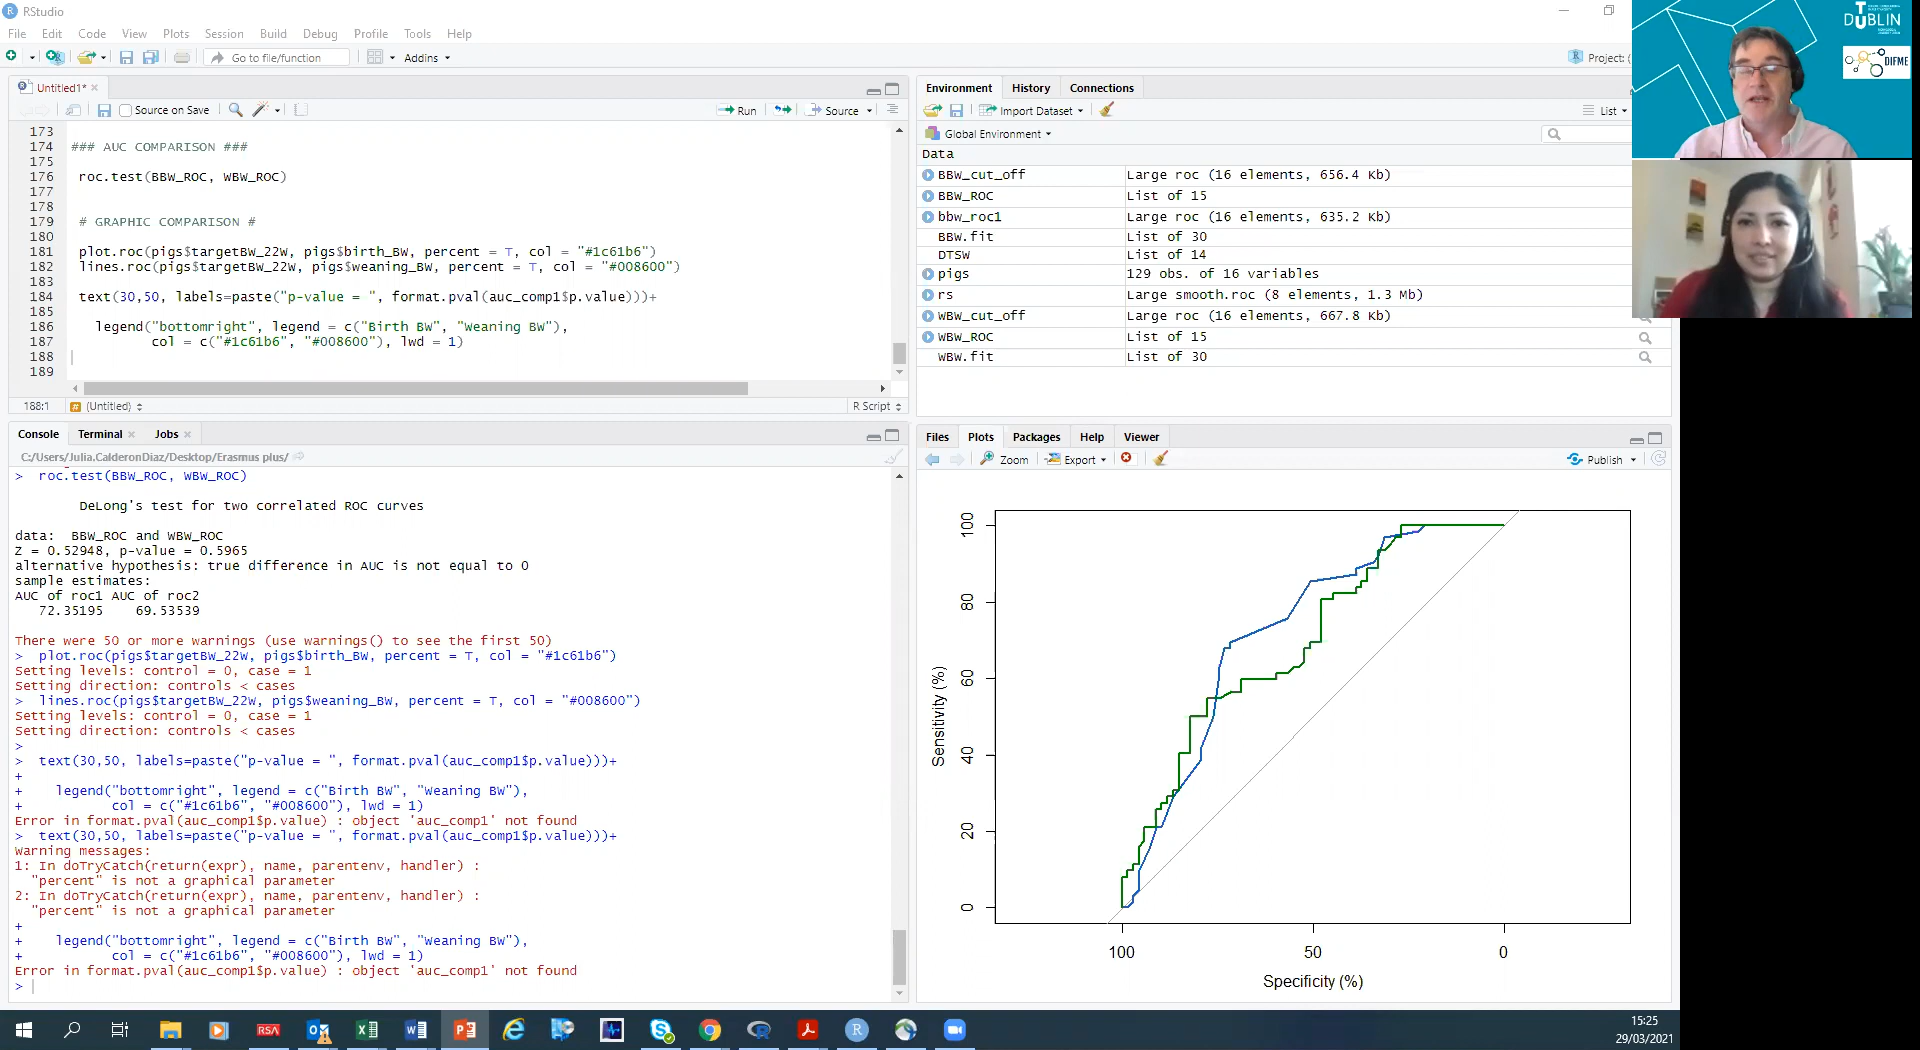 RStudio
File Edit Code View Plots Session Build Debug Profile Tools Help
Go to file/function Addins Project: (
Untitled1*
Source on Save Run Source
173
174 ### AUC COMPARISON ###
175
176 roc.test(BBW_ROC, WBW_ROC)
177
178
179 # GRAPHIC COMPARISON #
180
181 plot.roc(pigs$targetBW_22W, pigs$birth_BW, percent = T, col = "#1c61b6")
182 lines.roc(pigs$targetBW_22W, pigs$weaning_BW, percent = T, col = "#008600")
183
184 text(30,50, labels=paste("p-value = ", format.pval(auc_comp1$p.value)))+
185
186 legend("bottomright", legend = c("Birth BW", "Weaning BW"),
187 col = c("#1c61b6", "#008600"), lwd = 1)
188
189
188:1 (Untitled) R Script
Console Terminal Jobs
C:/Users/Julia.CalderonDiaz/Desktop/Erasmus plus/
> roc.test(BBW_ROC, WBW_ROC)
DeLong's test for two correlated ROC curves
data: BBW_ROC and WBW_ROC
Z = 0.52948, p-value = 0.5965
alternative hypothesis: true difference in AUC is not equal to 0
sample estimates:
AUC of roc1 AUC of roc2
72.35195 69.53539
There were 50 or more warnings (use warnings() to see the first 50)
> plot.roc(pigs$targetBW_22W, pigs$birth_BW, percent = T, col = "#1c61b6")
Setting levels: control = 0, case = 1
Setting direction: controls < cases
> lines.roc(pigs$targetBW_22W, pigs$weaning_BW, percent = T, col = "#008600")
Setting levels: control = 0, case = 1
Setting direction: controls < cases
>
> text(30,50, labels=paste("p-value = ", format.pval(auc_comp1$p.value)))+
+
+ legend("bottomright", legend = c("Birth BW", "Weaning BW"),
+ col = c("#1c61b6", "#008600"), lwd = 1)
Error in format.pval(auc_comp1$p.value) : object 'auc_comp1' not found
> text(30,50, labels=paste("p-value = ", format.pval(auc_comp1$p.value)))+
Warning messages:
1: In doTryCatch(return(expr), name, parentenv, handler) :
"percent" is not a graphical parameter
2: In doTryCatch(return(expr), name, parentenv, handler) :
"percent" is not a graphical parameter
+
+ legend("bottomright", legend = c("Birth BW", "Weaning BW"),
+ col = c("#1c61b6", "#008600"), lwd = 1)
Error in format.pval(auc_comp1$p.value) : object 'auc_comp1' not found
>
Environment History Connections
Import Dataset List
Global Environment
Data
BBW_cut_off Large roc (16 elements, 656.4 Kb)
BBW_ROC List of 15
bbw_roc1 Large roc (16 elements, 635.2 Kb)
BBW.fit List of 30
DTSW List of 14
pigs 129 obs. of 16 variables
rs Large smooth.roc (8 elements, 1.3 Mb)
WBW_cut_off Large roc (16 elements, 667.8 Kb)
WBW_ROC List of 15
WBW.fit List of 30
Files Plots Packages Help Viewer
Zoom Export Publish
100
80
60
40
20
0
Sensitivity (%)
100 50 0
Specificity (%)
DUBLIN
DIFME
RSA
15:25
29/03/2021